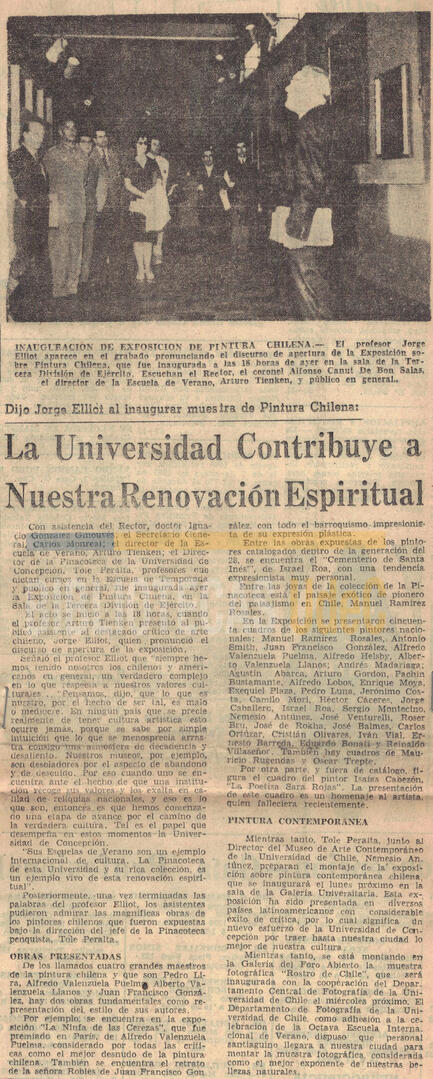 INAUGURACION DE EXPOSICION DE PINTURA CHILENA.— El profesor Jorge
Elliot aparece en el grabado pronunciando el discurso de apertura de la Exposición so-
bre Pintura Chilena, que fue inaugurada a las 18 horas de ayer en la sala de la Ter-
cera División de Ejército. Escuchan el Rector, el coronel Alfonso Canut De Bon Salas,
el director de la Escuela de Verano, Arturo Tienken, y público en general.
Dijo Jorge Elliot al inaugurar muestra de Pintura Chilena:
La Universidad Contribuye a
Nuestra Renovación Espiritual
Con asistencia del Rector, doctor Igna-
cio González Ginouvés; el Secretario Gene-
ral, Carlos Monreal; el director de la Es-
cuela de Verano, Arturo Tienken; el Direc-
tor de la Pinacoteca de la Universidad de
Concepción, Tole Peralta, profesores que
dictan cursos en la Escuela de Temporada
y público en general, fue inaugurada ayer
la Exposición de Pintura Chilena, en la
Sala de la Tercera División de Ejército.
El acto se inició a las 18 horas, cuando
el profesor Arturo Tienken presentó al pú-
blico asistente al destacado crítico de arte
chileno, Jorge Elliot, quien pronunció el
discurso de apertura de la exposición.
Señaló el profesor Elliot que "siempre he-
mos tenido nosotros los chilenos y ameri-
canos en general, un verdadero complejo
en lo que respecta a nuestros valores cul-
turales". "Pensamos, dijo, que lo que es
nuestro, por el hecho de ser tal, es malo
o mediocre. En ningún país que se precie
realmente de tener cultura artística esto
ocurre jamás, porque se sabe por simple
intuición que lo que se menosprecia arras-
tra consigo una atmósfera de decadencia y
desaliento. Nuestros museos, por ejemplo,
son desoladores por el aspecto de abandono
y de descuido. Por eso cuando uno se en-
cuentra ante el hecho de que una institu-
ción recoge sus valores y los exalta en ca-
lidad de reliquias nacionales, y eso es lo
que son, entonces es que hemos comenza-
do una etapa de avance por el camino de
la verdadera cultura. Tal es el papel que
desempeña en estos momentos la Univer-
sidad de Concepción.
"Sus Escuelas de Verano son un ejemplo
internacional de cultura. La Pinacoteca
de esta Universidad y su rica colección, es
un ejemplo vivo de esta renovación espiri-
tual".
Posteriormente, una vez terminadas las
palabras del profesor Elliot, los asistentes
pudieron admirar las magníficas obras de
los pintores chilenos que fueron expuestas
bajo la dirección del jefe de la Pinacoteca
penquista, Tole Peralta.
OBRAS PRESENTADAS
De los llamados cuatro grandes maestros
de la pintura chilena y que son Pedro Li-
ra, Alfredo Valenzuela Puelma, Alberto Va-
lenzuela Llanos y Juan Francisco Gonzá-
lez, hay dos obras fundamentales como re-
presentación del estilo de sus autores.
Por ejemplo, se encuentra en la exposi-
ción "La Ninfa de las Cerezas", que fue
premiado en París, de Alfredo Valenzuela
Puelma, considerado por todas las críti-
cas como el mejor desnudo de la pintura
chilena. También se encuentra el retrato de
la señora Robles de Juan Francisco Gon
zález, con todo el barroquismo impresionis-
ta de su expresión plástica.
Entre las obras expuestas de los pinto-
res catalogados dentro de la generación del
28, se encuentra el "Cementerio de Santa
Inés", de Israel Roa, con una tendencia
expresionista muy personal.
Entre las joyas de la colección de la Pi-
nacoteca está el paisaje exótico de pionero
del paisajismo en Chile, Manuel Ramírez
Rosales.
En la Exposición se presentan cincuen-
ta cuadros de los siguientes pintores nacio-
nales: Manuel Ramírez Rosales, Antonio
Smith, Juan Francisco González, Alfredo
Valenzuela Puelma, Alfredo Helsby, Alber-
to Valenzuela Llanos; Andrés Madariaga;
Agustín Abarca, Arturo Gordon, Pachín
Bustamante, Alfredo Lobos, Enrique Moya,
Exequiel Plaza, Pedro Luna, Jerónimo Cos-
ta, Camilo Mori, Héctor Cáceres, Jorge
Caballero, Israel Roa, Sergio Montecino,
Nemesio Antúnez, José Venturelli, Roser
Bru, José de Rokha; José Balmes, Carlos
Ortúzar, Cristián Olivares, Iván Vial, Er-
nesto Barreda, Eduardo Bonati y Reinaldo
Villaseñor. También hay cuadros de
Mauricio Rugendas y Oscar Trepte.
Por otra parte, y fuera de catálogo, fi-
gura el cuadro del pintor Isaías Cabezón,
"La Poetisa Sara Rojas". La presentación
de este cuadro es un homenaje al artista,
quien falleciera recientemente.
PINTURA CONTEMPORÁNEA
Mientras tanto, Tole Peralta, junto al
Director del Museo de Arte Contemporáneo
de la Universidad de Chile, Nemesio An-
túnez, preparan el montaje de la exposi-
ción sobre pintura contemporánea chilena
que se inaugurará el lunes próximo en la
sala de la Galería Universitaria. Esta expo-
sición ha sido presentada en diversos
países latinoamericanos con considerable
éxito de crítica, por lo cual significa un
nuevo esfuerzo de la Universidad de Con-
cepción por traer hasta nuestra ciudad lo
mejor de nuestra cultura.
Mientras tanto, se está montando en
la Galería del Foro Abierto la muestra
fotográfica "Rostro de Chile", que será
inaugurada con la cooperación del Depar-
tamento Central de Fotografía de la Uni-
versidad de Chile el miércoles próximo. El
Departamento de Fotografía de la Univer-
sidad de Chile, como adhesión a la cele-
bración de la Octava Escuela Internacio-
nal de Verano, dispuso que personal
santiaguino llegara a nuestra ciudad para
montar la muestra fotográfica, considerada
como el mejor exponente de nuestras be-
llezas naturales.